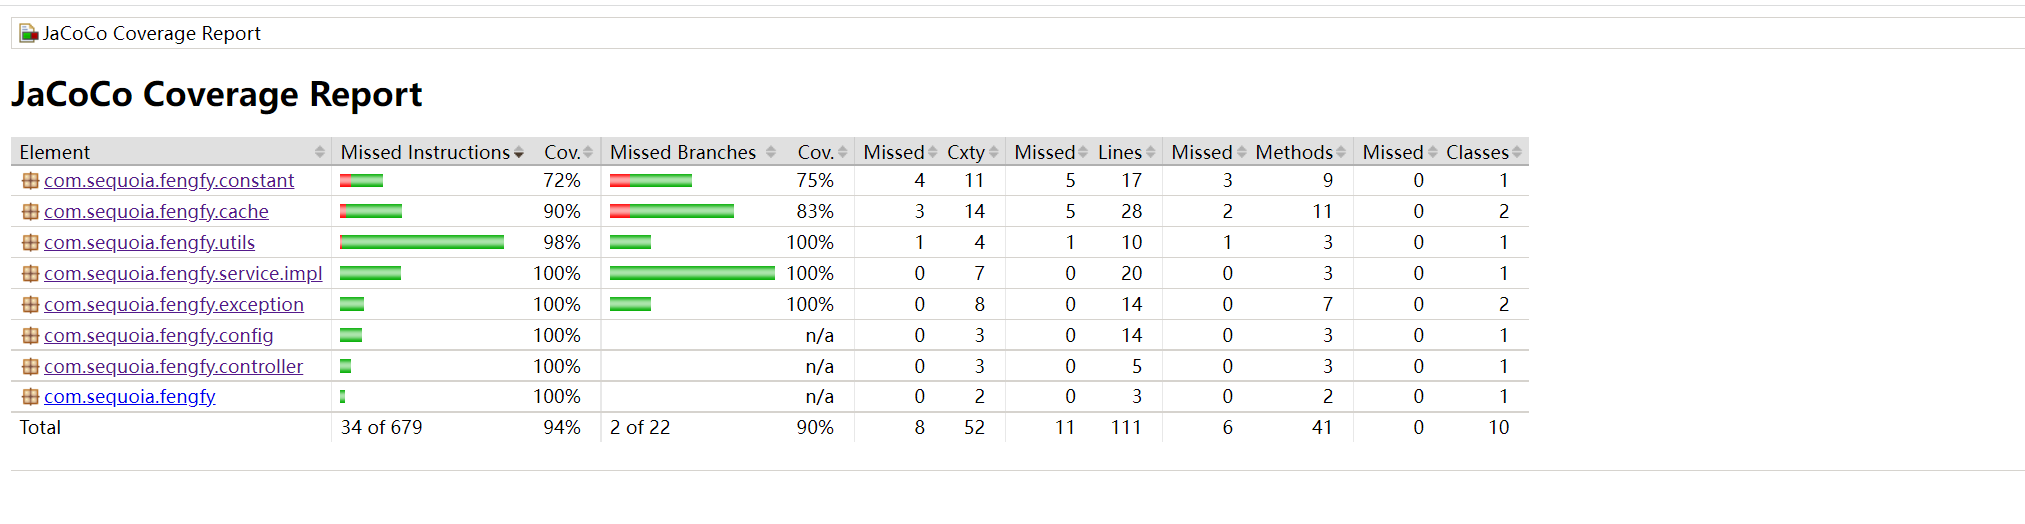 JaCoCo Coverage Report
JaCoCo Coverage Report
Element Missed Instructions Cov. Missed Branches Cov. Missed Cxty Missed Lines Missed Methods Missed Classes
com.sequoia.fengfy.constant 72% 75% 4 11 5 17 3 9 0 1
com.sequoia.fengfy.cache 90% 83% 3 14 5 28 2 11 0 2
com.sequoia.fengfy.utils 98% 100% 1 4 1 10 1 3 0 1
com.sequoia.fengfy.service.impl 100% 100% 0 7 0 20 0 3 0 1
com.sequoia.fengfy.exception 100% 100% 0 8 0 14 0 7 0 2
com.sequoia.fengfy.config 100% n/a 0 3 0 14 0 3 0 1
com.sequoia.fengfy.controller 100% n/a 0 3 0 5 0 3 0 1
com.sequoia.fengfy 100% n/a 0 2 0 3 0 2 0 1
Total 34 of 679 94% 2 of 22 90% 8 52 11 111 6 41 0 10